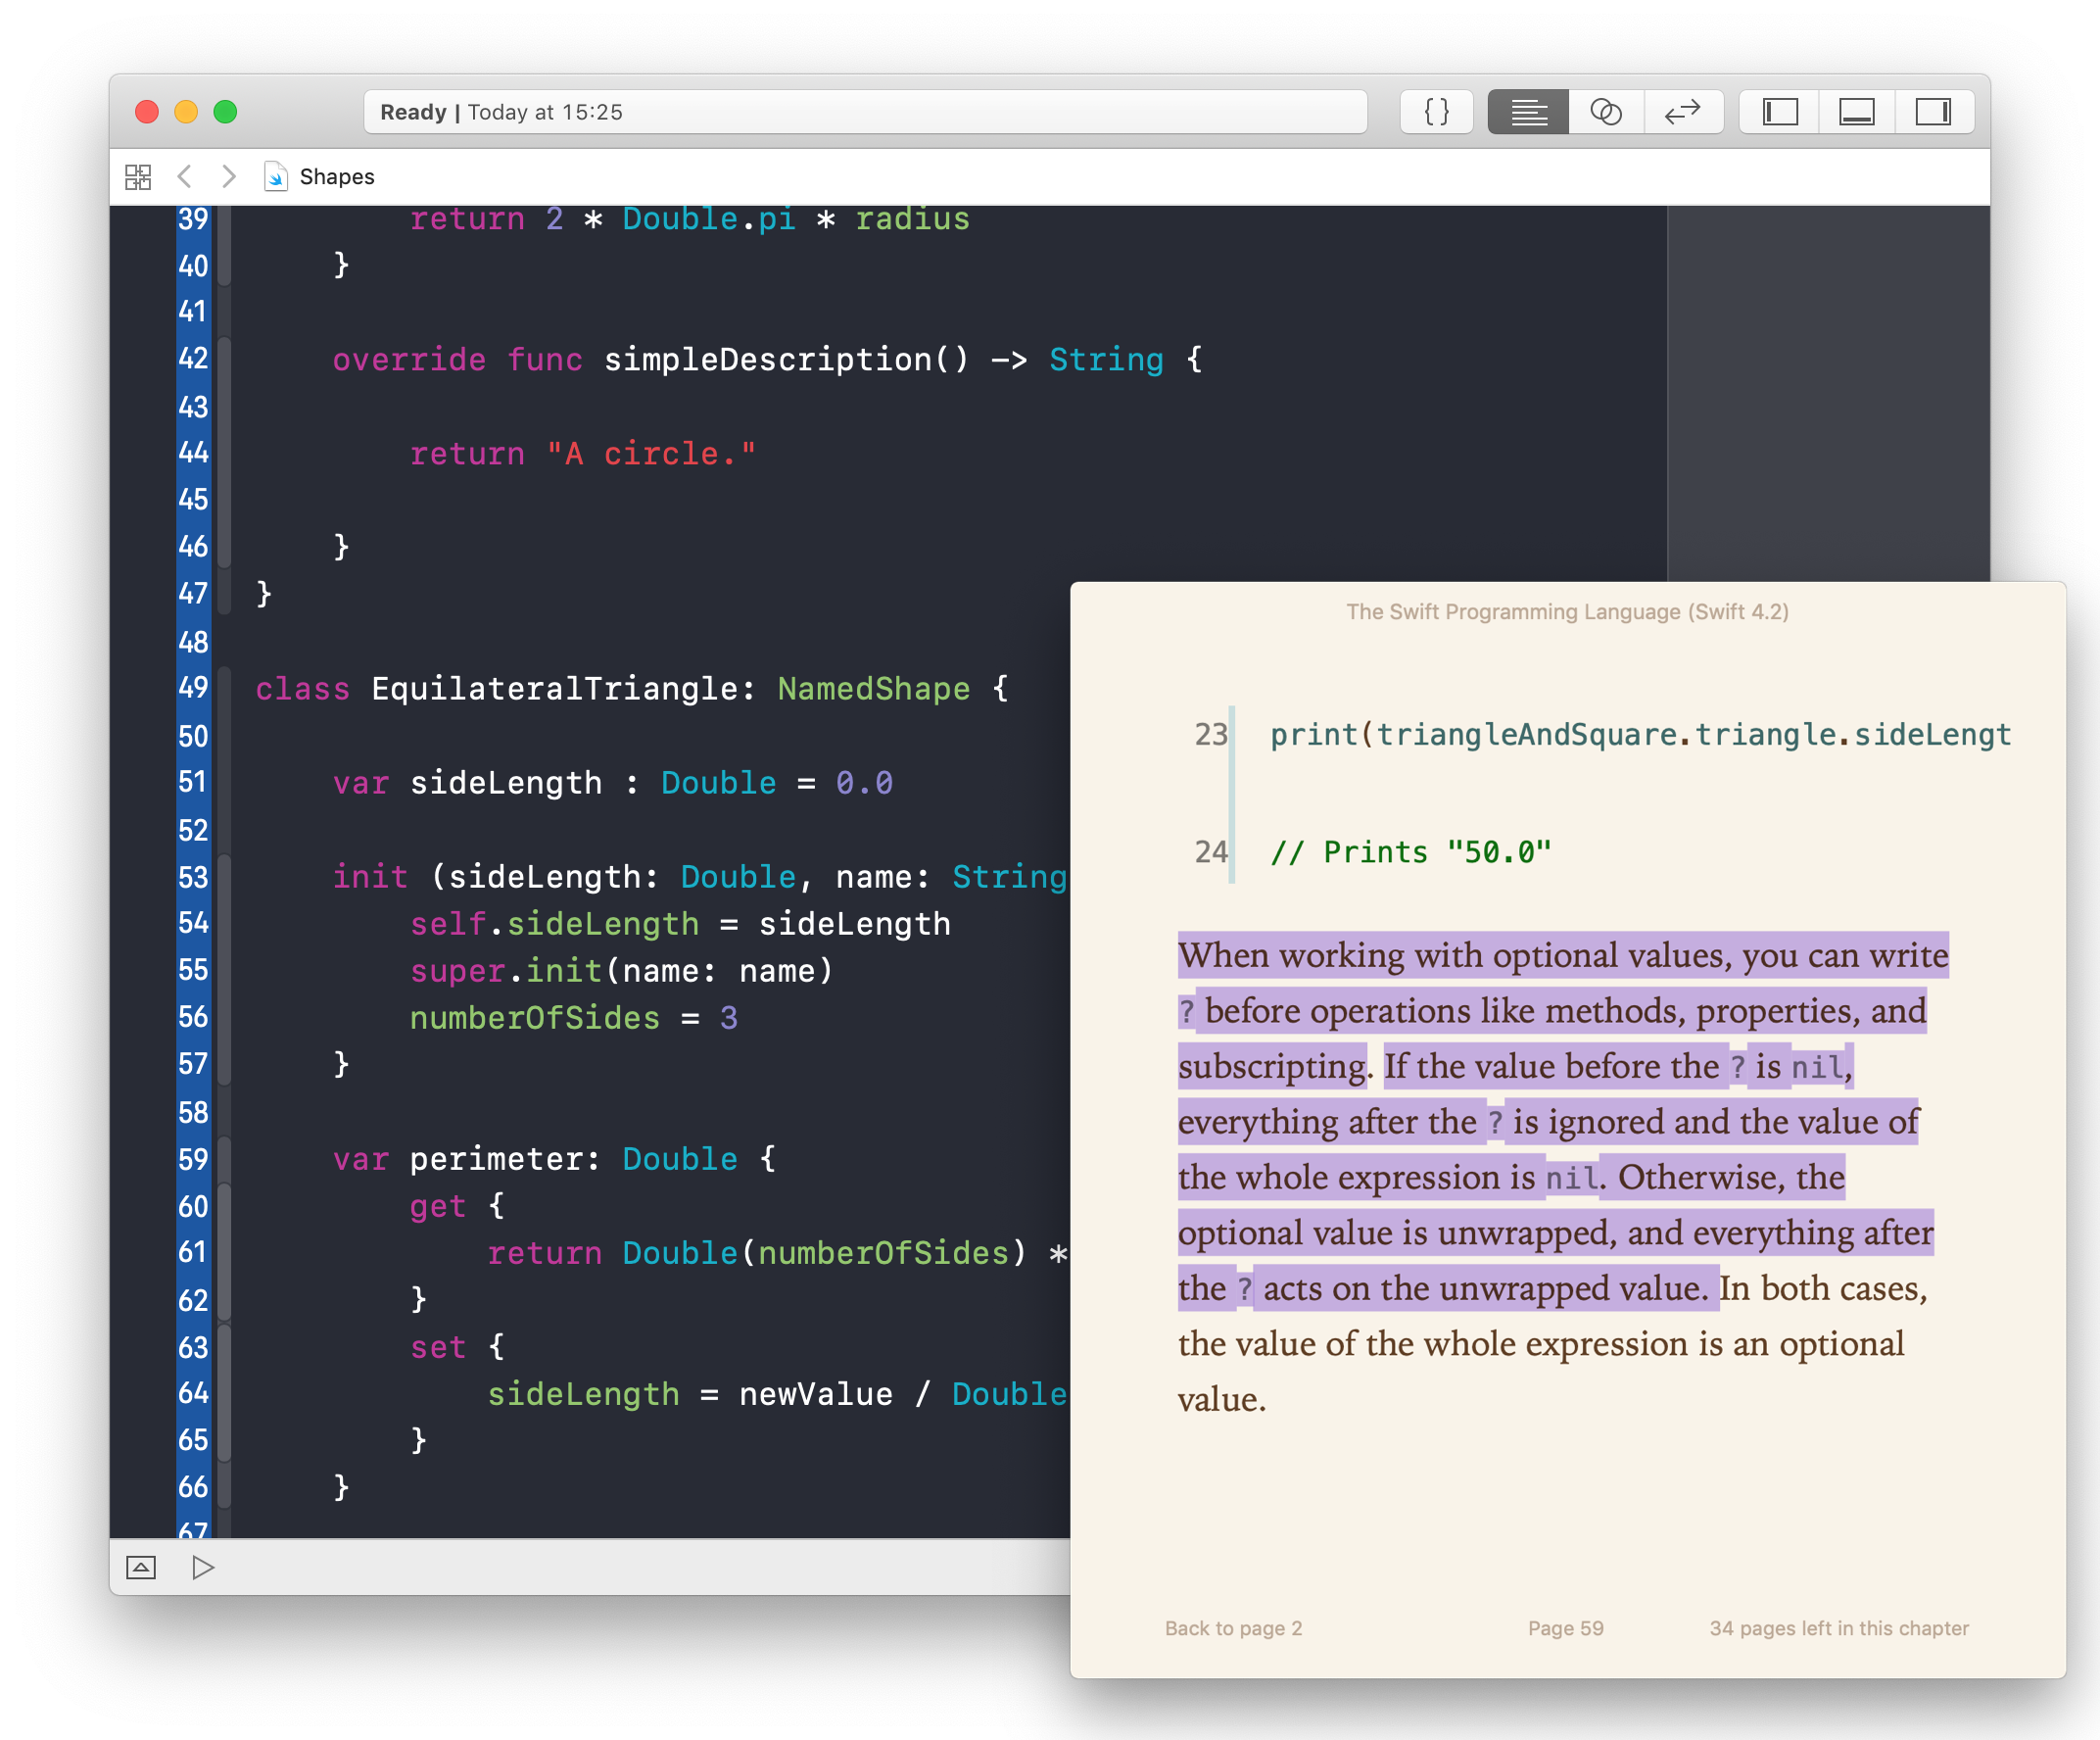 Ready | Today at 15:25
{ }
Shapes
39 return 2 * Double.pi * radius
40 }
41
42 override func simpleDescription() -> String {
43
44 return "A circle."
45
46 }
47 }
48
49 class EquilateralTriangle: NamedShape {
50
51 var sideLength : Double = 0.0
52
53 init (sideLength: Double, name: String
54 self.sideLength = sideLength
55 super.init(name: name)
56 numberOfSides = 3
57 }
58
59 var perimeter: Double {
60 get {
61 return Double(numberOfSides) *
62 }
63 set {
64 sideLength = newValue / Double
65 }
66 }
67
The Swift Programming Language (Swift 4.2)
23 print(triangleAndSquare.triangle.sideLengt
24 // Prints "50.0"
When working with optional values, you can write
? before operations like methods, properties, and
subscripting. If the value before the ? is nil,
everything after the ? is ignored and the value of
the whole expression is nil. Otherwise, the
optional value is unwrapped, and everything after
the ? acts on the unwrapped value. In both cases,
the value of the whole expression is an optional
value.
Back to page 2
Page 59
34 pages left in this chapter